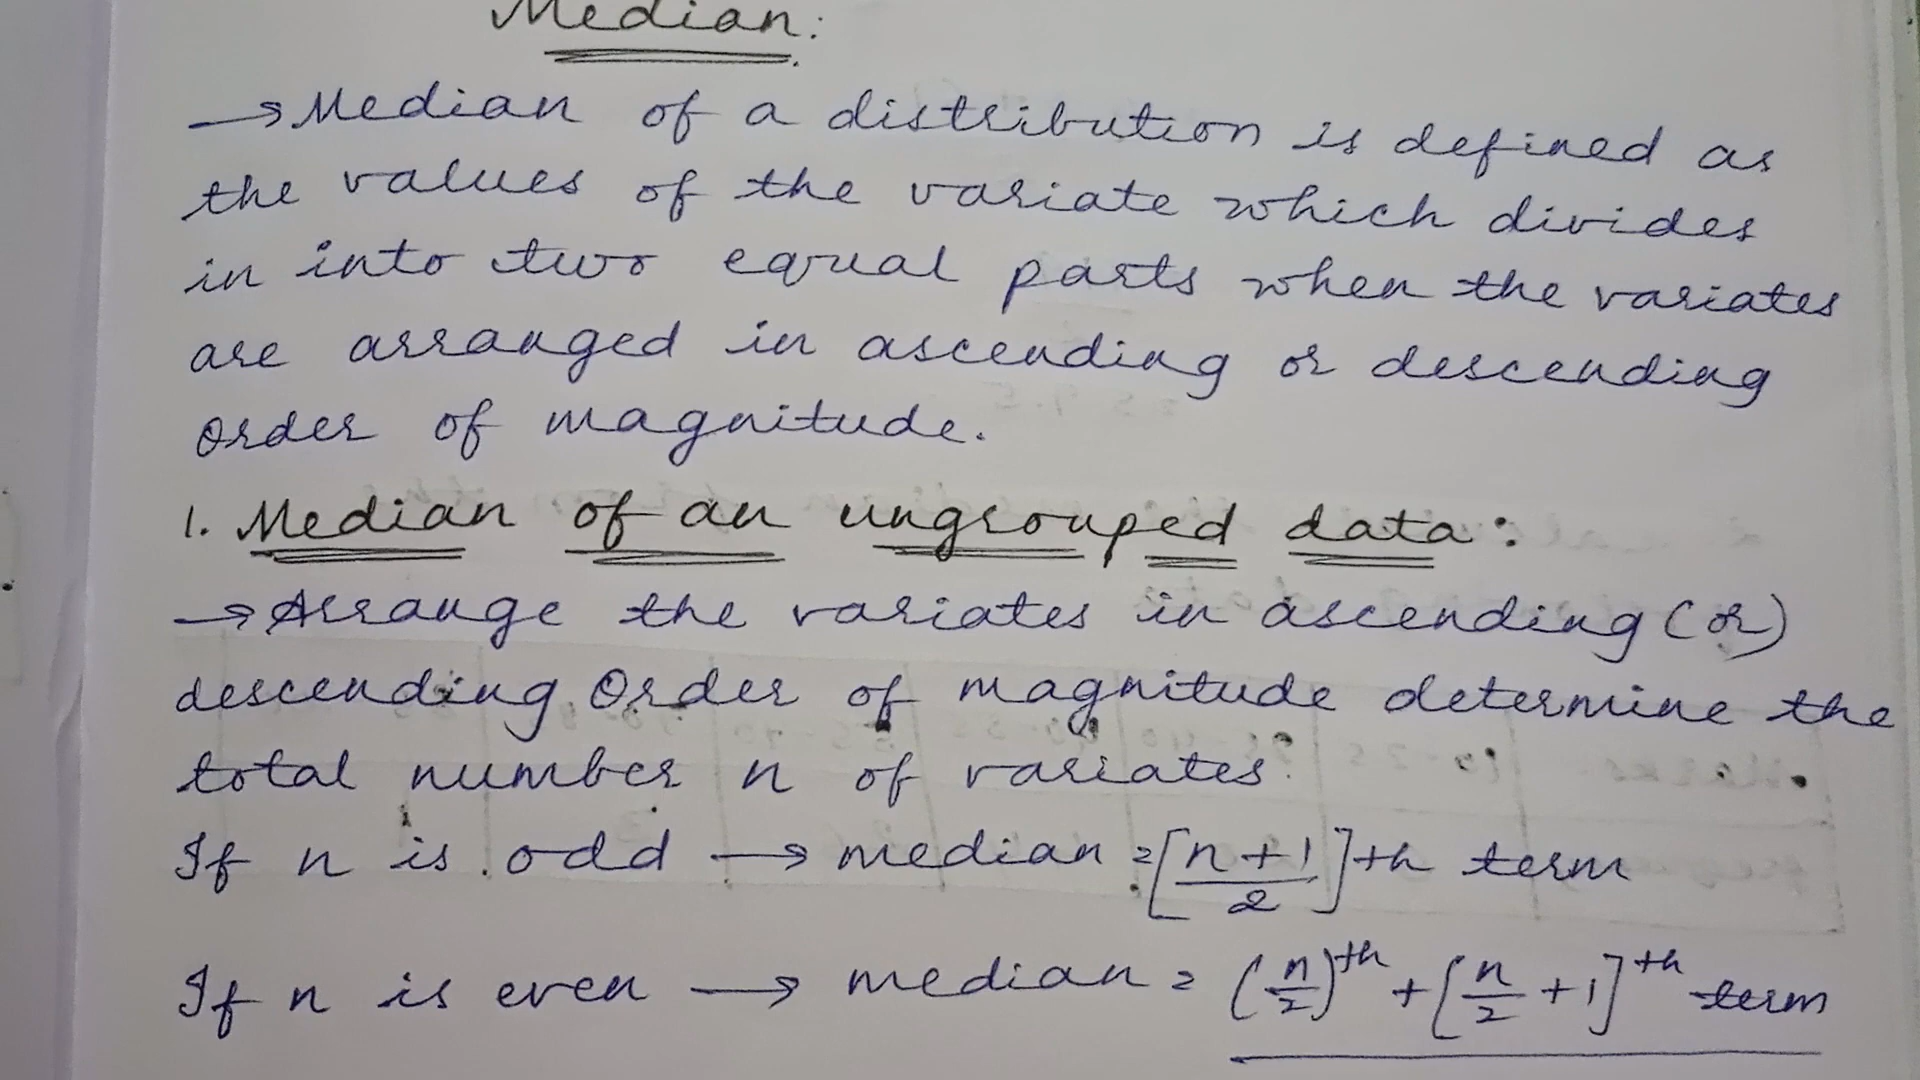 Median:
→ Median of a distribution is defined as
the values of the variate which divides
in into two equal parts when the variates
are arranged in ascending or descending
order of magnitude.
1. Median of an ungrouped data:
→ Arrange the variates in ascending (or)
descending Order of magnitude determine the
total number n of variates.
If n is odd → median = [n+1/2]th term
If n is even → median = (n/2)th + [n/2 + 1]th term